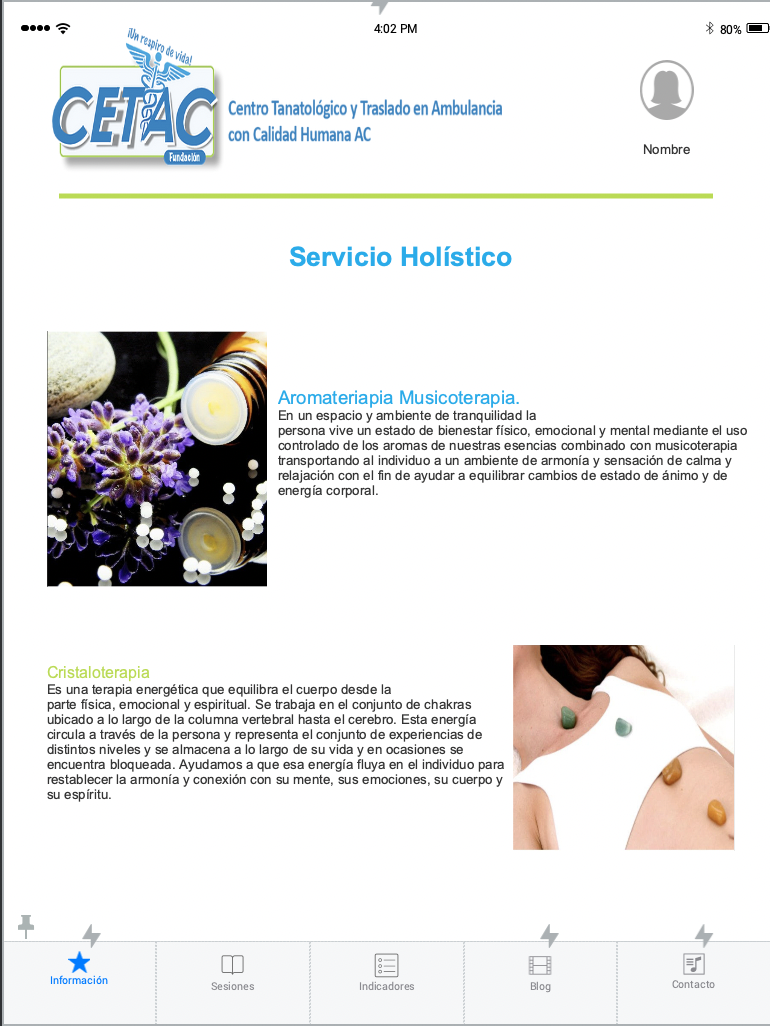 4:02 PM
80%
¡Un respiro de vida!
CETAC
Fundación
Centro Tanatológico y Traslado en Ambulancia
con Calidad Humana AC
Nombre
Servicio Holístico
Aromateriapia Musicoterapia.
En un espacio y ambiente de tranquilidad la
persona vive un estado de bienestar físico, emocional y mental mediante el uso
controlado de los aromas de nuestras esencias combinado con musicoterapia
transportando al individuo a un ambiente de armonía y sensación de calma y
relajación con el fin de ayudar a equilibrar cambios de estado de ánimo y de
energía corporal.
Cristaloterapia
Es una terapia energética que equilibra el cuerpo desde la
parte física, emocional y espiritual. Se trabaja en el conjunto de chakras
ubicado a lo largo de la columna vertebral hasta el cerebro. Esta energía
circula a través de la persona y representa el conjunto de experiencias de
distintos niveles y se almacena a lo largo de su vida y en ocasiones se
encuentra bloqueada. Ayudamos a que esa energía fluya en el individuo para
restablecer la armonía y conexión con su mente, sus emociones, su cuerpo y
su espíritu.
Información
Sesiones
Indicadores
Blog
Contacto